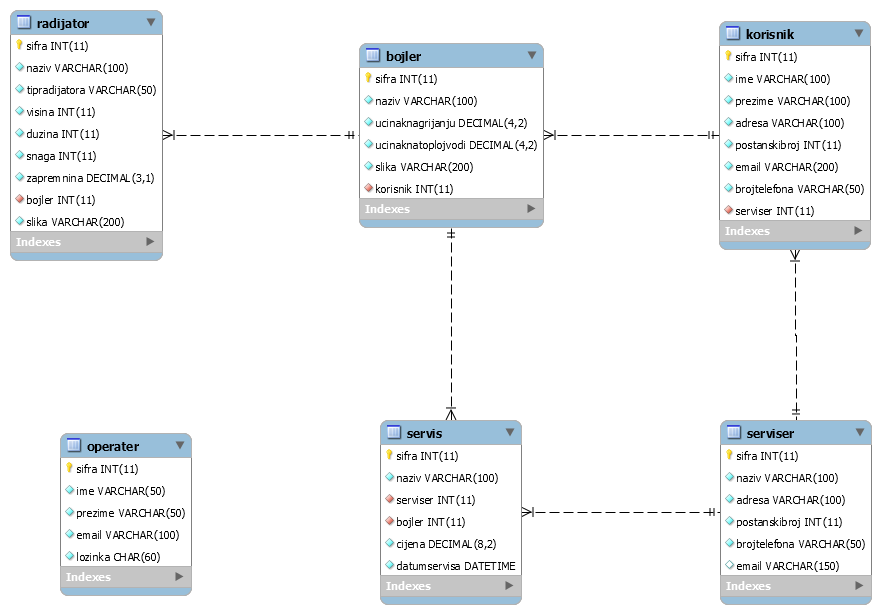 radijator
sifra INT(11)
naziv VARCHAR(100)
tipradijatora VARCHAR(50)
visina INT(11)
duzina INT(11)
snaga INT(11)
zapremnina DECIMAL(3,1)
bojler INT(11)
slika VARCHAR(200)
Indexes
bojler
sifra INT(11)
naziv VARCHAR(100)
ucinaknagrijanju DECIMAL(4,2)
ucinaknatoplojvodi DECIMAL(4,2)
slika VARCHAR(200)
korisnik INT(11)
Indexes
korisnik
sifra INT(11)
ime VARCHAR(100)
prezime VARCHAR(100)
adresa VARCHAR(100)
postanskibroj INT(11)
email VARCHAR(200)
brojtelefona VARCHAR(50)
serviser INT(11)
Indexes
operater
sifra INT(11)
ime VARCHAR(50)
prezime VARCHAR(50)
email VARCHAR(100)
lozinka CHAR(60)
Indexes
servis
sifra INT(11)
naziv VARCHAR(100)
serviser INT(11)
bojler INT(11)
cijena DECIMAL(8,2)
datumservisa DATETIME
Indexes
serviser
sifra INT(11)
naziv VARCHAR(100)
adresa VARCHAR(100)
postanskibroj INT(11)
brojtelefona VARCHAR(50)
email VARCHAR(150)
Indexes